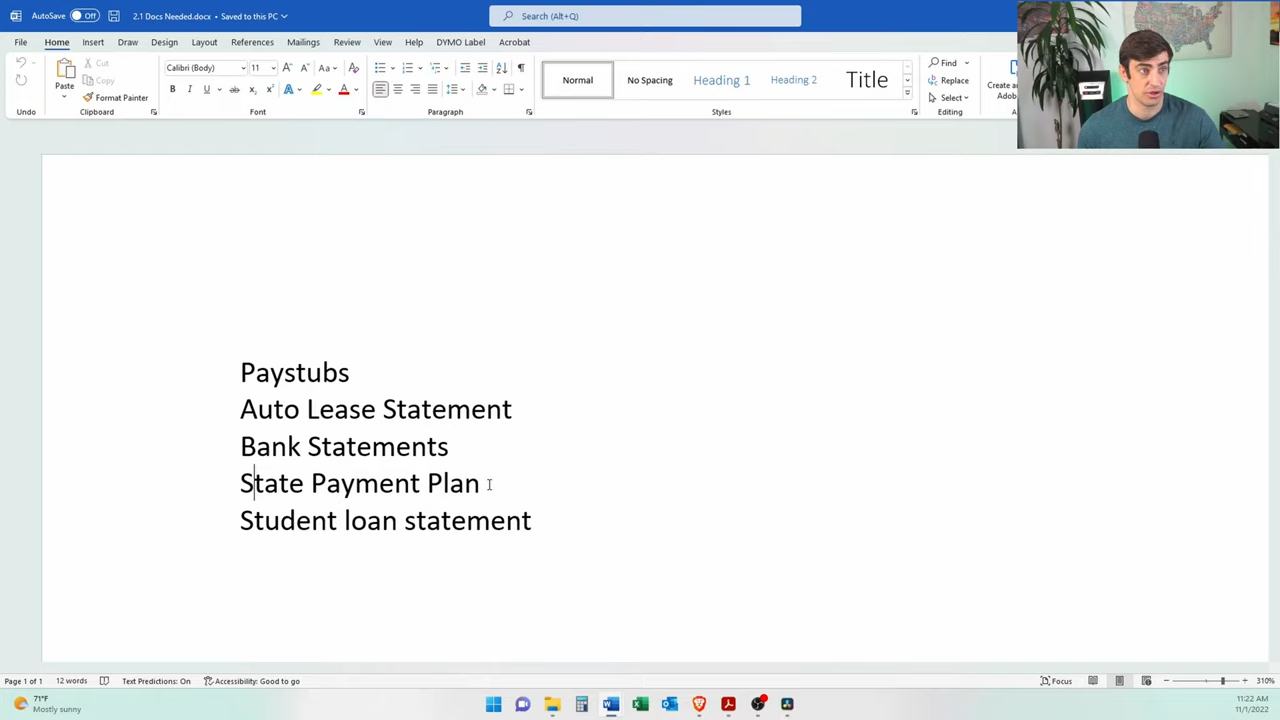 AutoSave Off 2.1 Docs Needed.docx • Saved to this PC Search (Alt+Q)
File Home Insert Draw Design Layout References Mailings Review View Help DYMO Label Acrobat
Paste Cut Copy Format Painter
Calibri (Body) 11
Normal No Spacing Heading 1 Heading 2 Title
Find Replace Select
Create and
Undo Clipboard Font Paragraph Styles Editing
Paystubs
Auto Lease Statement
Bank Statements
State Payment Plan
Student loan statement
Page 1 of 1 12 words Text Predictions: On Accessibility: Good to go Focus 310%
71°F
Mostly sunny
11:22 AM
11/1/2022